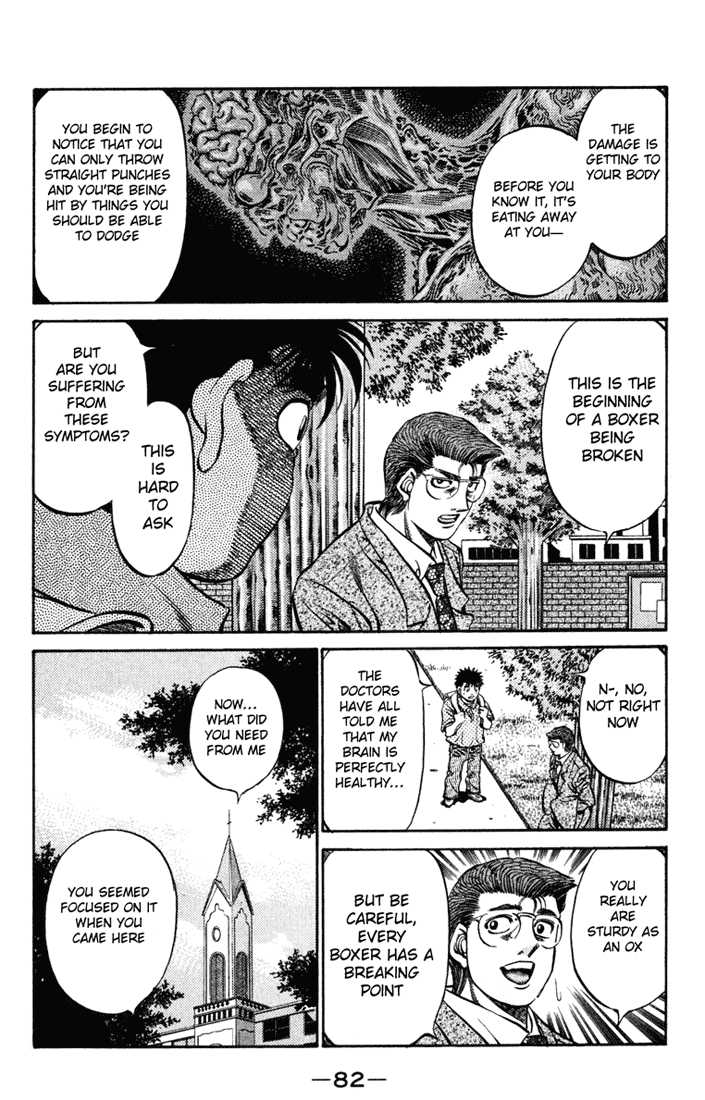 THE
DAMAGE IS
GETTING TO
YOUR BODY
BEFORE YOU
KNOW IT, IT'S
EATING AWAY
AT YOU—
YOU BEGIN TO
NOTICE THAT YOU
CAN ONLY THROW
STRAIGHT PUNCHES
AND YOU'RE BEING
HIT BY THINGS YOU
SHOULD BE ABLE
TO DODGE
THIS IS THE
BEGINNING
OF A BOXER
BEING
BROKEN
THIS
IS
HARD
TO
ASK
BUT
ARE YOU
SUFFERING
FROM
THESE
SYMPTOMS?
N-, NO,
NOT RIGHT
NOW
THE
DOCTORS
HAVE ALL
TOLD ME
THAT MY
BRAIN IS
PERFECTLY
HEALTHY...
YOU
REALLY
ARE
STURDY AS
AN OX
BUT BE
CAREFUL,
EVERY
BOXER HAS A
BREAKING
POINT
NOW...
WHAT DID
YOU NEED
FROM ME
YOU SEEMED
FOCUSED ON IT
WHEN YOU
CAME HERE
—82—